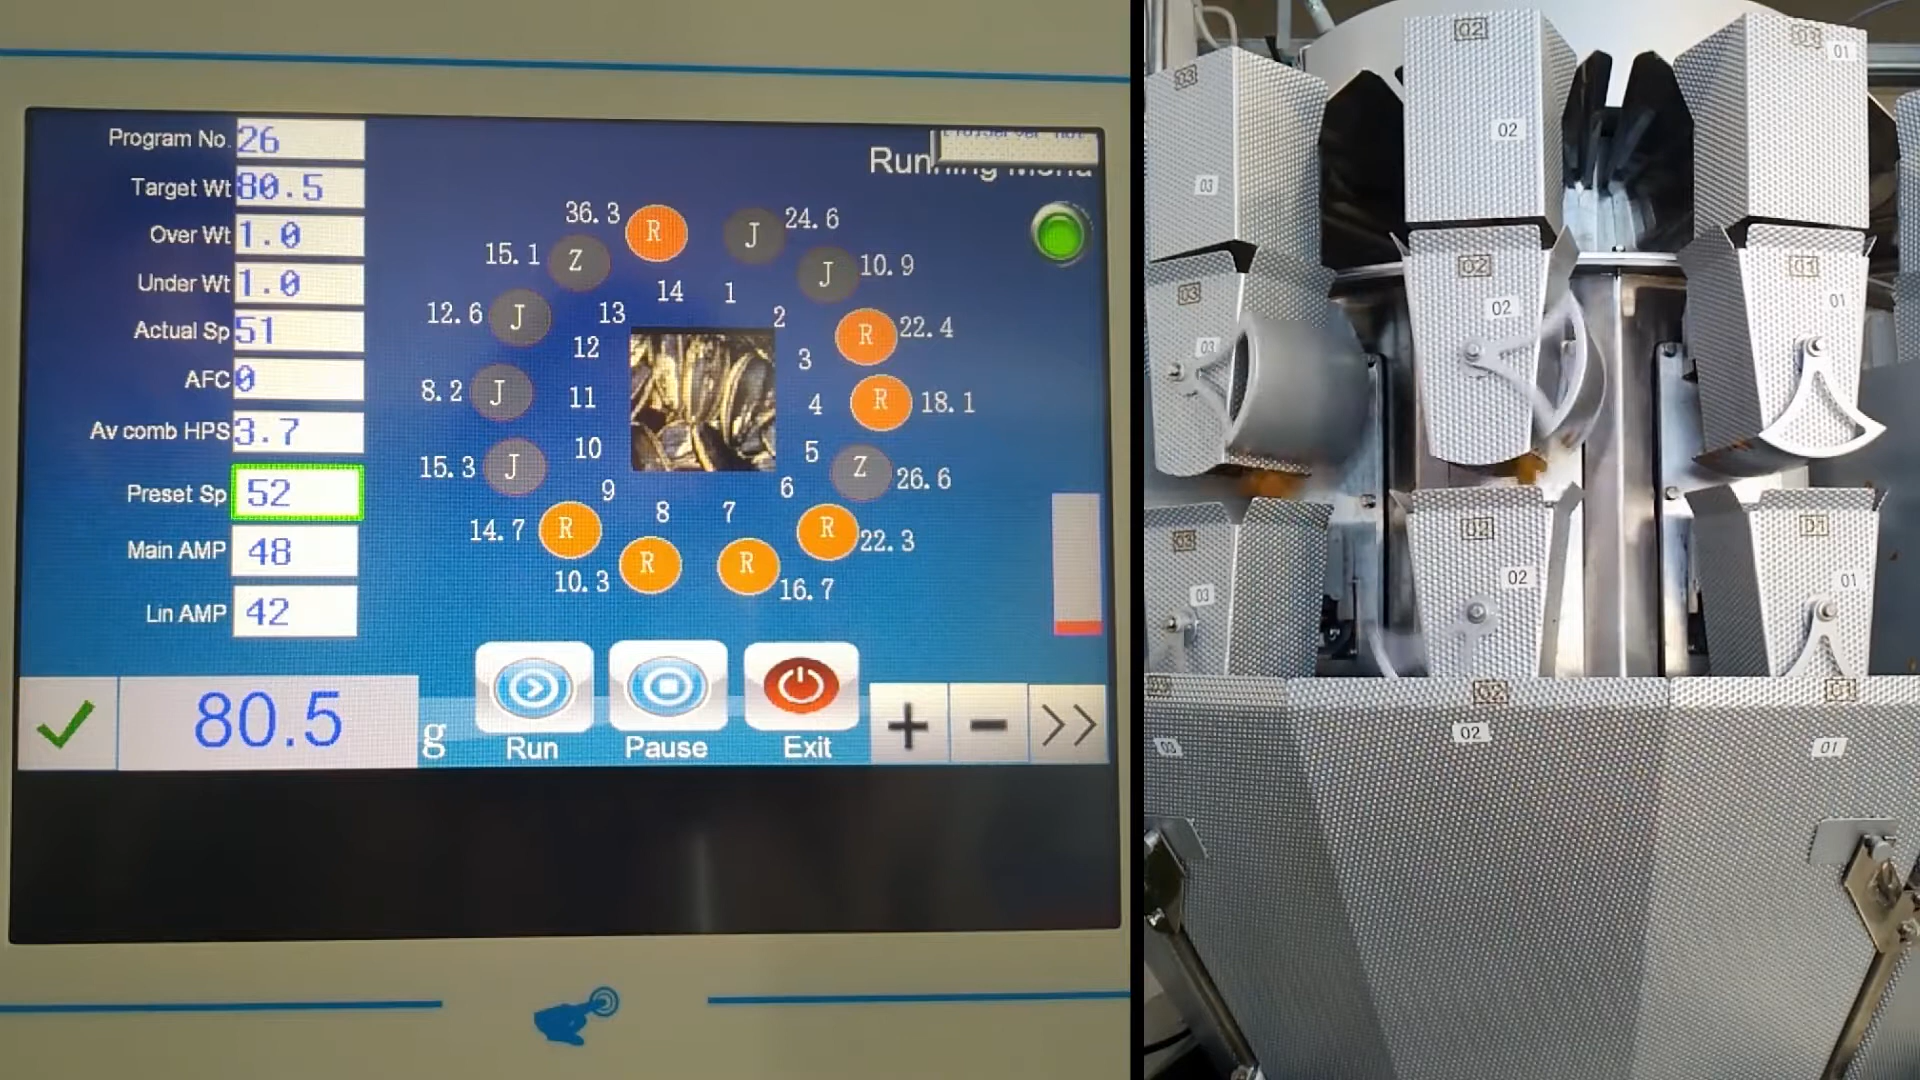 Program No. 26
Target Wt 80.5
Over Wt 1.0
Under Wt 1.0
Actual Sp 51
AFC 0
Av comb HPS 3.7
Preset Sp 52
Main AMP 48
Lin AMP 42
80.5 g
Running Menu
36.3 R 14
J 24.6 1
J 10.9 2
R 22.4 3
R 18.1 4
Z 26.6 5
R 22.3 6
R 16.7 7
10.3 R 8
14.7 R 9
15.3 J 10
8.2 J 11
12.6 J 12
15.1 Z 13
Run
Pause
Exit
+
-
>>
03
02
01
03
02
03
02
01
03
02
01
03
02
01
03
02
01
03
02
01
02
01
03
02
01